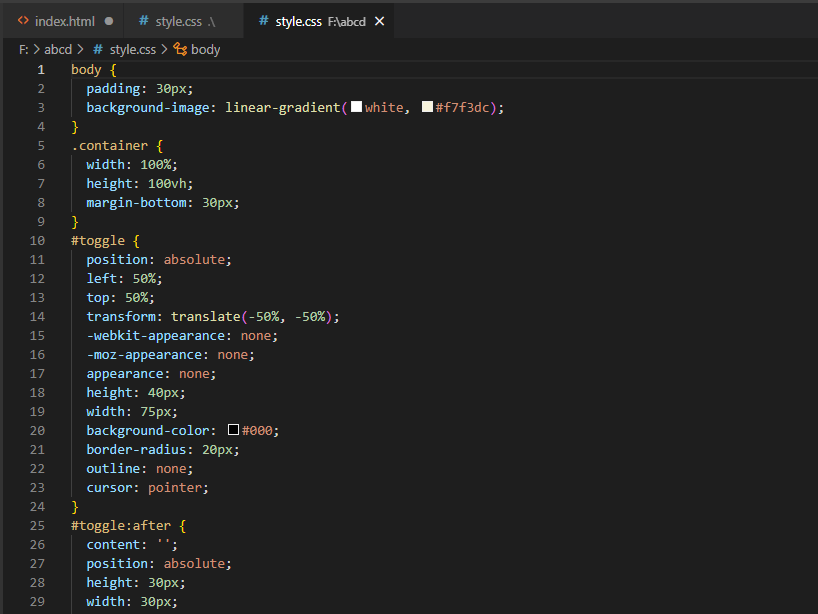 index.html ● # style.css .\ # style.css F:\abcd ×
F: > abcd > # style.css > body
1 body {
2 padding: 30px;
3 background-image: linear-gradient(white, #f7f3dc);
4 }
5 .container {
6 width: 100%;
7 height: 100vh;
8 margin-bottom: 30px;
9 }
10 #toggle {
11 position: absolute;
12 left: 50%;
13 top: 50%;
14 transform: translate(-50%, -50%);
15 -webkit-appearance: none;
16 -moz-appearance: none;
17 appearance: none;
18 height: 40px;
19 width: 75px;
20 background-color: #000;
21 border-radius: 20px;
22 outline: none;
23 cursor: pointer;
24 }
25 #toggle:after {
26 content: '';
27 position: absolute;
28 height: 30px;
29 width: 30px;